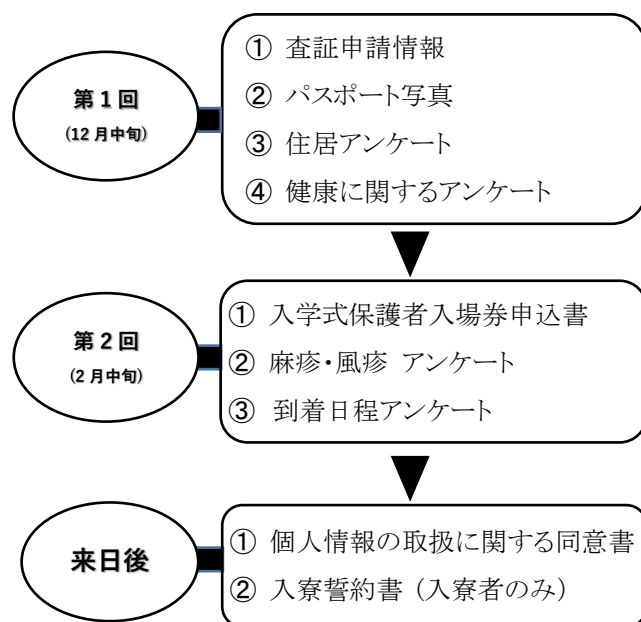 第1回
(12月中旬)
① 査証申請情報
② パスポート写真
③ 住居アンケート
④ 健康に関するアンケート
第2回
(2月中旬)
① 入学式保護者入場券申込書
② 麻疹・風疹 アンケート
③ 到着日程アンケート
来日後
① 個人情報の取扱に関する同意書
② 入寮誓約書 (入寮者のみ)